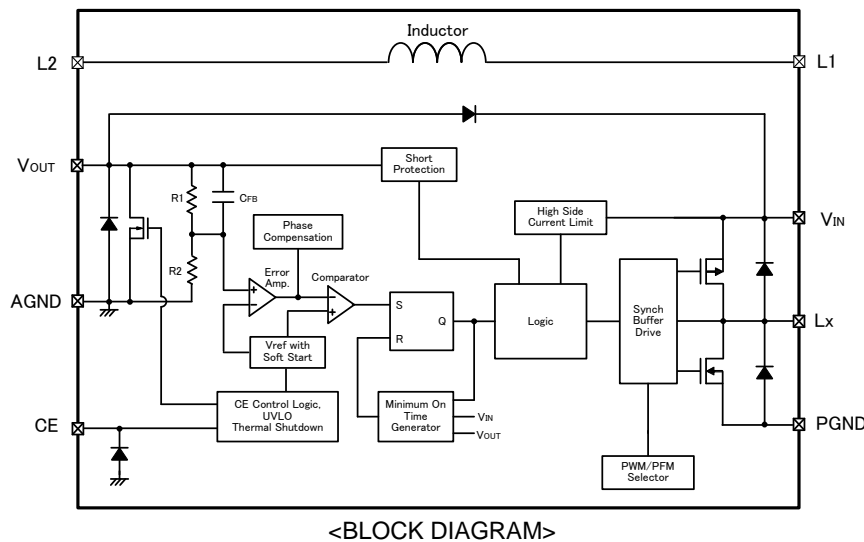 Inductor
L2
L1
VOUT
Short
Protection
R1
CFB
High Side
Current Limit
VIN
Phase
Compensation
R2
Error
Amp.
Comparator
AGND
+
−
−
+
S
R
Q
Logic
Synch
Buffer
Drive
Lx
Vref with
Soft Start
CE
CE Control Logic,
UVLO
Thermal Shutdown
Minimum On
Time
Generator
VIN
VOUT
PGND
PWM/PFM
Selector
<BLOCK DIAGRAM>